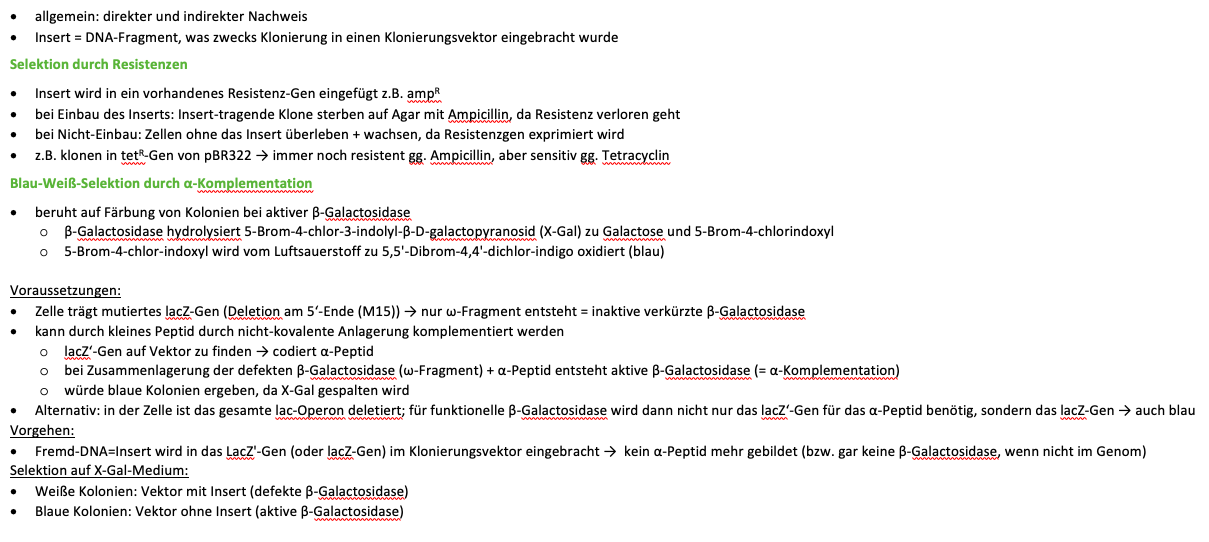 • allgemein: direkter und indirekter Nachweis
• Insert = DNA-Fragment, was zwecks Klonierung in einen Klonierungsvektor eingebracht wurde
Selektion durch Resistenzen
• Insert wird in ein vorhandenes Resistenz-Gen eingefügt z.B. ampᴿ
• bei Einbau des Inserts: Insert-tragende Klone sterben auf Agar mit Ampicillin, da Resistenz verloren geht
• bei Nicht-Einbau: Zellen ohne das Insert überleben + wachsen, da Resistenzgen exprimiert wird
• z.B. klonen in tetᴿ-Gen von pBR322 → immer noch resistent gg. Ampicillin, aber sensitiv gg. Tetracyclin
Blau-Weiß-Selektion durch α-Komplementation
• beruht auf Färbung von Kolonien bei aktiver β-Galactosidase
o β-Galactosidase hydrolysiert 5-Brom-4-chlor-3-indolyl-β-D-galactopyranosid (X-Gal) zu Galactose und 5-Brom-4-chlorindoxyl
o 5-Brom-4-chlor-indoxyl wird vom Luftsauerstoff zu 5,5'-Dibrom-4,4'-dichlor-indigo oxidiert (blau)
Voraussetzungen:
• Zelle trägt mutiertes lacZ-Gen (Deletion am 5‘-Ende (M15)) → nur ω-Fragment entsteht = inaktive verkürzte β-Galactosidase
• kann durch kleines Peptid durch nicht-kovalente Anlagerung komplementiert werden
o lacZ‘-Gen auf Vektor zu finden → codiert α-Peptid
o bei Zusammenlagerung der defekten β-Galactosidase (ω-Fragment) + α-Peptid entsteht aktive β-Galactosidase (= α-Komplementation)
o würde blaue Kolonien ergeben, da X-Gal gespalten wird
• Alternativ: in der Zelle ist das gesamte lac-Operon deletiert; für funktionelle β-Galactosidase wird dann nicht nur das lacZ‘-Gen für das α-Peptid benötig, sondern das lacZ-Gen → auch blau
Vorgehen:
• Fremd-DNA=Insert wird in das LacZ'-Gen (oder lacZ-Gen) im Klonierungsvektor eingebracht → kein α-Peptid mehr gebildet (bzw. gar keine β-Galactosidase, wenn nicht im Genom)
Selektion auf X-Gal-Medium:
• Weiße Kolonien: Vektor mit Insert (defekte β-Galactosidase)
• Blaue Kolonien: Vektor ohne Insert (aktive β-Galactosidase)